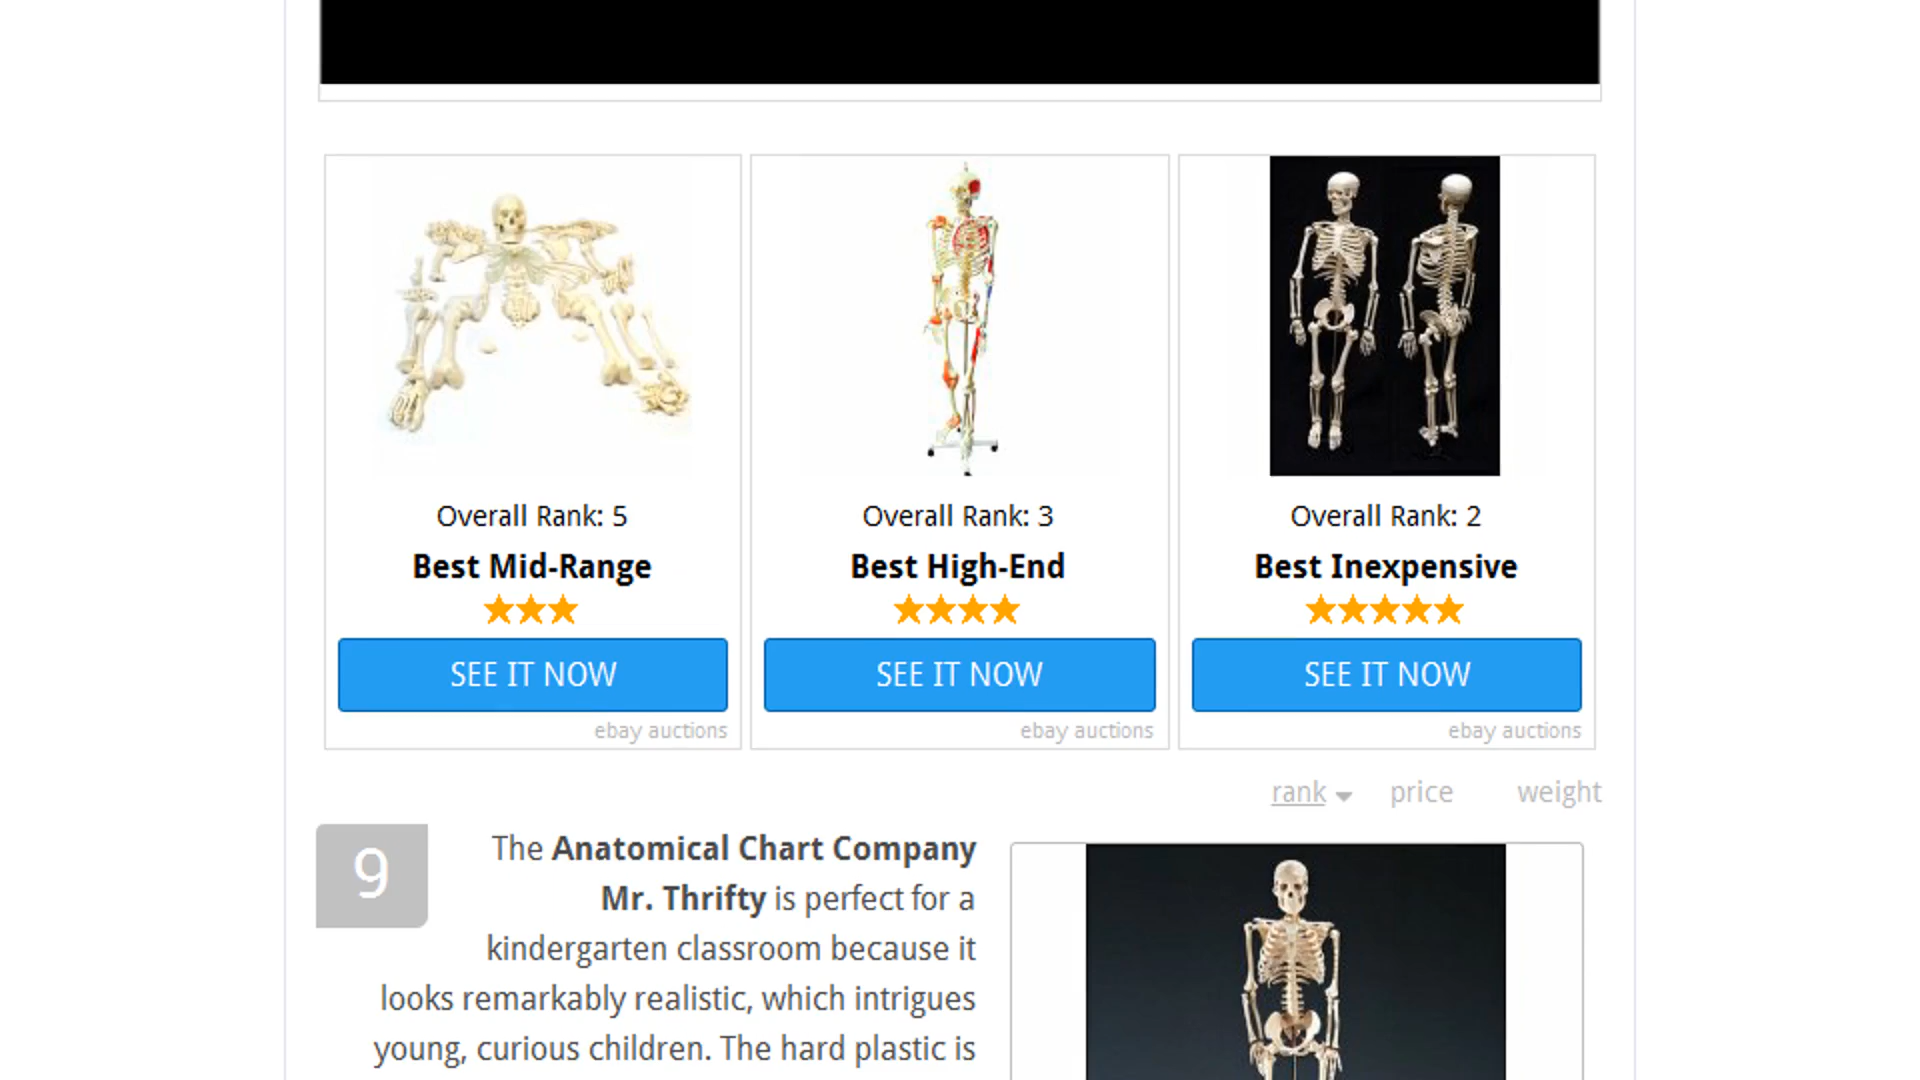 Overall Rank: 5
Best Mid-Range
SEE IT NOW
ebay auctions
Overall Rank: 3
Best High-End
SEE IT NOW
ebay auctions
Overall Rank: 2
Best Inexpensive
SEE IT NOW
ebay auctions
rank price weight
9
The Anatomical Chart Company
Mr. Thrifty is perfect for a
kindergarten classroom because it
looks remarkably realistic, which intrigues
young, curious children. The hard plastic is